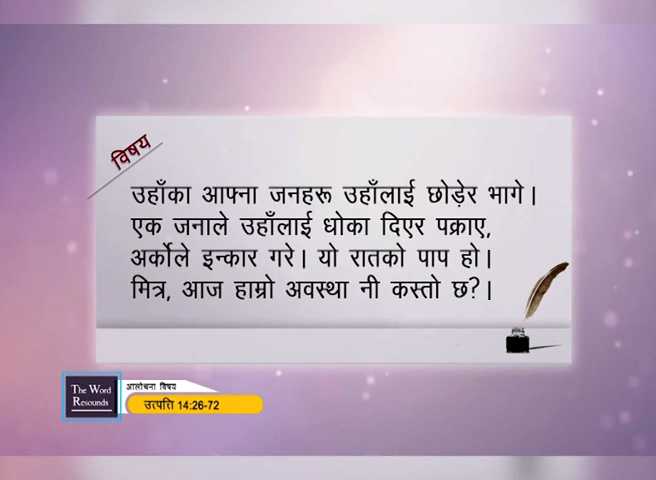 विषय
उहाँका आफ्ना जनहरू उहाँलाई छोड़ेर भागे।
एक जनाले उहाँलाई धोका दिएर पक्राए,
अर्कोले इन्कार गरे। यो रातको पाप हो।
मित्र, आज हाम्रो अवस्था नी कस्तो छ?।
The Word
Resounds
आलोचना विषय
उत्पत्ति 14:26-72